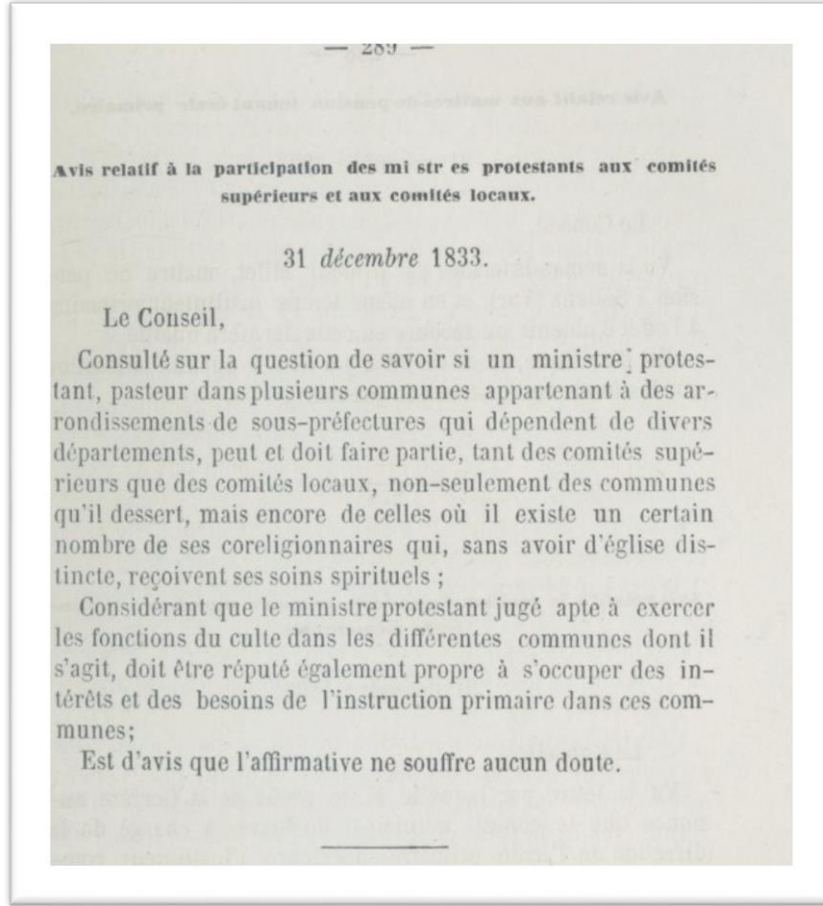 — 289 —
Avis relatif à la participation des mi str es protestants aux comités
supérieurs et aux comités locaux.
31 décembre 1833.
Le Conseil,
Consulté sur la question de savoir si un ministre protes-
tant, pasteur dans plusieurs communes appartenant à des ar-
rondissements de sous-préfectures qui dépendent de divers
départements, peut et doit faire partie, tant des comités supé-
rieurs que des comités locaux, non-seulement des communes
qu'il dessert, mais encore de celles où il existe un certain
nombre de ses coreligionnaires qui, sans avoir d'église dis-
tincte, reçoivent ses soins spirituels ;
Considérant que le ministre protestant jugé apte à exercer
les fonctions du culte dans les différentes communes dont il
s'agit, doit être réputé également propre à s'occuper des in-
térêts et des besoins de l'instruction primaire dans ces com-
munes;
Est d'avis que l'affirmative ne souffre aucun doute.